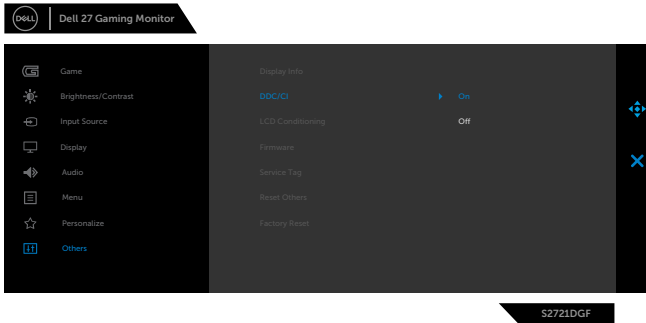 DELL
Dell 27 Gaming Monitor
Game
Display Info
Brightness/Contrast
DDC/CI
On
Input Source
LCD Conditioning
Off
Display
Firmware
Audio
Service Tag
Menu
Reset Others
Personalize
Factory Reset
Others
S2721DGF